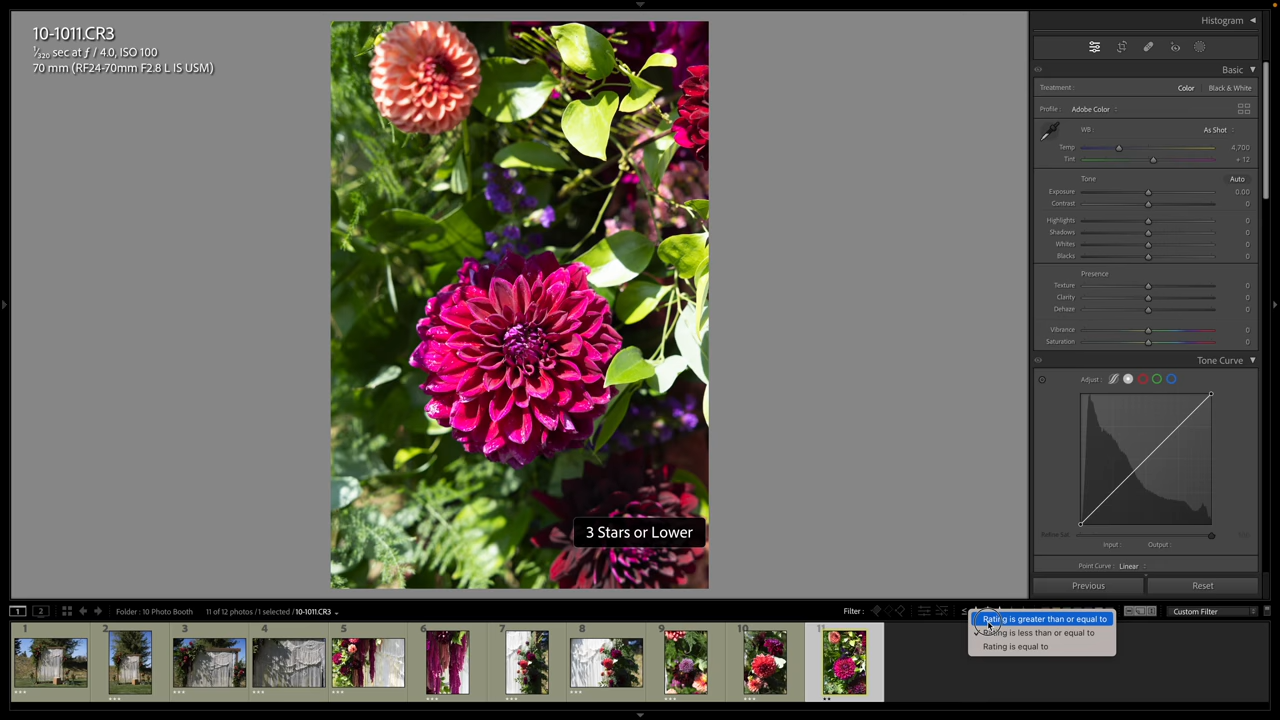 10-1011.CR3
1/320 sec at ƒ / 4.0, ISO 100
70 mm (RF24-70mm F2.8 L IS USM)
3 Stars or Lower
Histogram
Basic
Treatment : Color Black & White
Profile : Adobe Color
WB : As Shot
Temp 4,700
Tint + 12
Tone Auto
Exposure 0.00
Contrast 0
Highlights 0
Shadows 0
Whites 0
Blacks 0
Presence
Texture 0
Clarity 0
Dehaze 0
Vibrance 0
Saturation 0
Tone Curve
Adjust :
Refine Sat.
Input : Output :
Point Curve : Linear
Previous Reset
1 2 Folder : 10 Photo Booth 11 of 12 photos / 1 selected / 10-1011.CR3 Filter : Custom Filter
Rating is greater than or equal to
Rating is less than or equal to
Rating is equal to
1 2 3 4 5 6 7 8 9 10 11